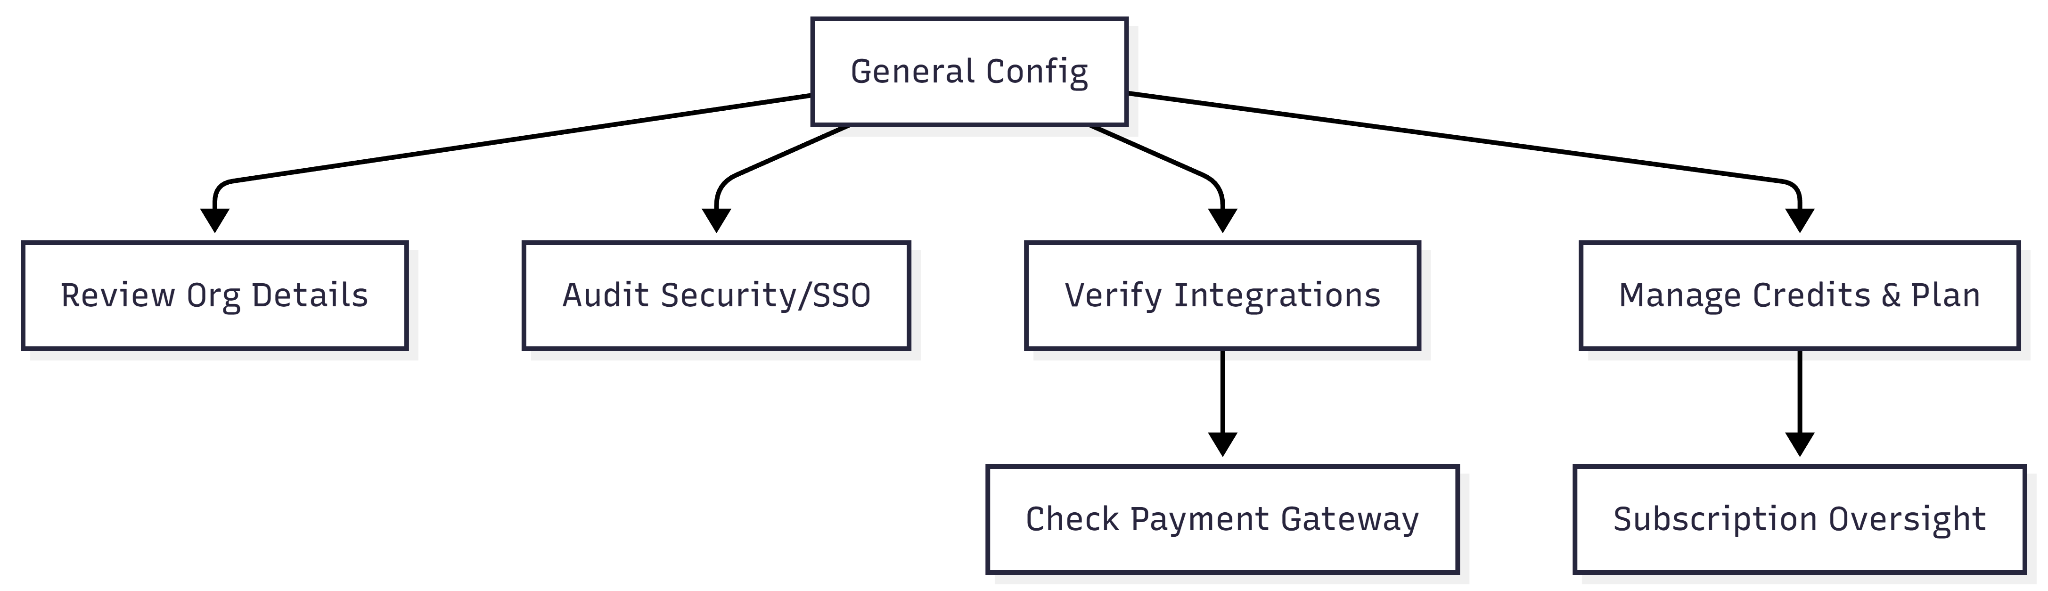 General Config
Review Org Details
Audit Security/SSO
Verify Integrations
Manage Credits & Plan
Check Payment Gateway
Subscription Oversight